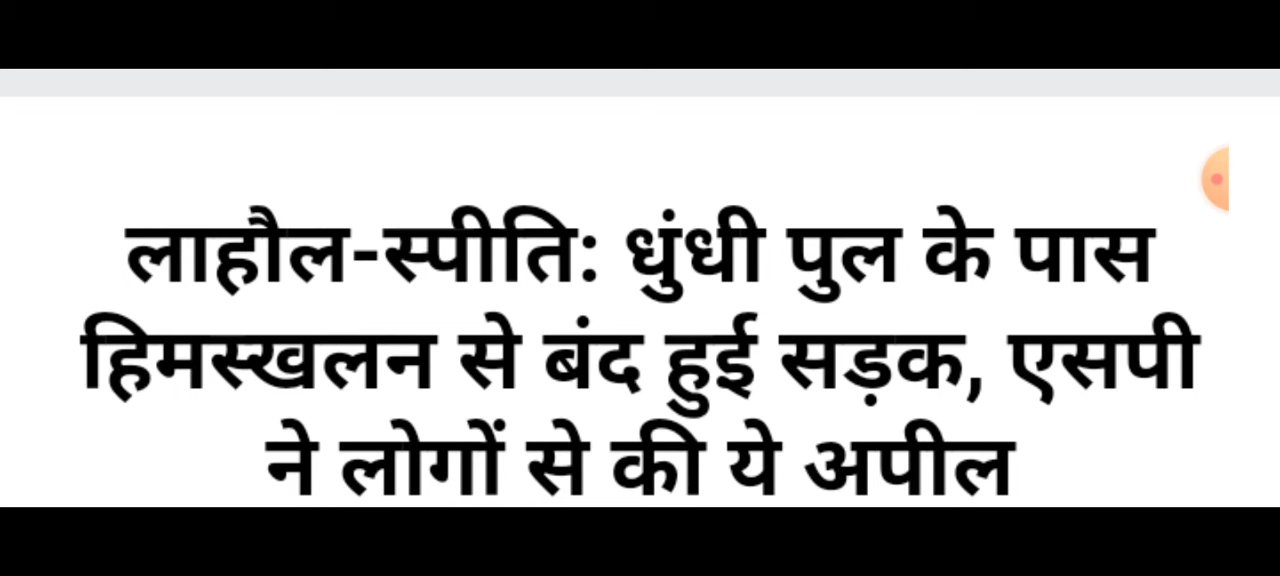 लाहौल-स्पीति: धुंधी पुल के पास
हिमस्खलन से बंद हुई सड़क, एसपी
ने लोगों से की ये अपील